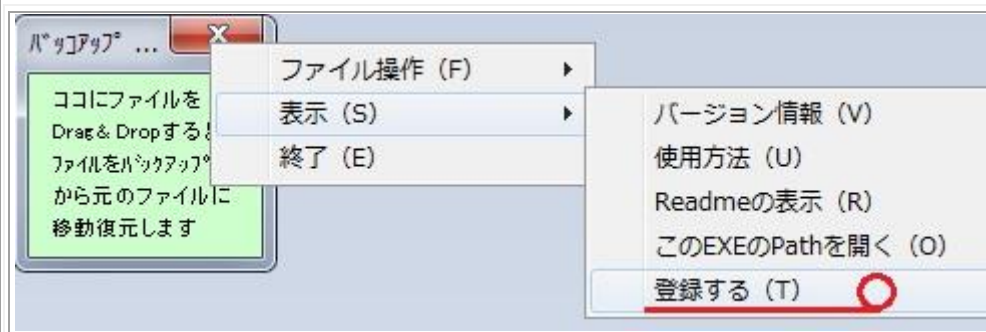 ﾊﾞｯｺｱｯﾌﾟ ...
ココにファイルを
Drag& Dropする
ﾌｧｲﾙをﾊﾞｯｸｱｯﾌﾟ
から元のファイルに
移動復元します
ファイル操作（F）
表示（S）
終了（E）
バージョン情報（V）
使用方法（U）
Readmeの表示（R）
このEXEのPathを開く（O）
登録する（T）